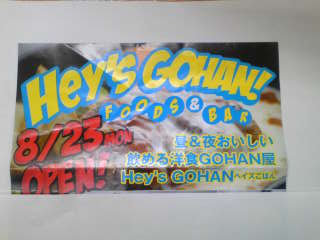 Hey'S GOHAN!
FOODS & BAR
8/23 MON
OPEN!
昼&夜おいしい
飲める洋食GOHAN屋
Hey's GOHAN ヘイズごはん